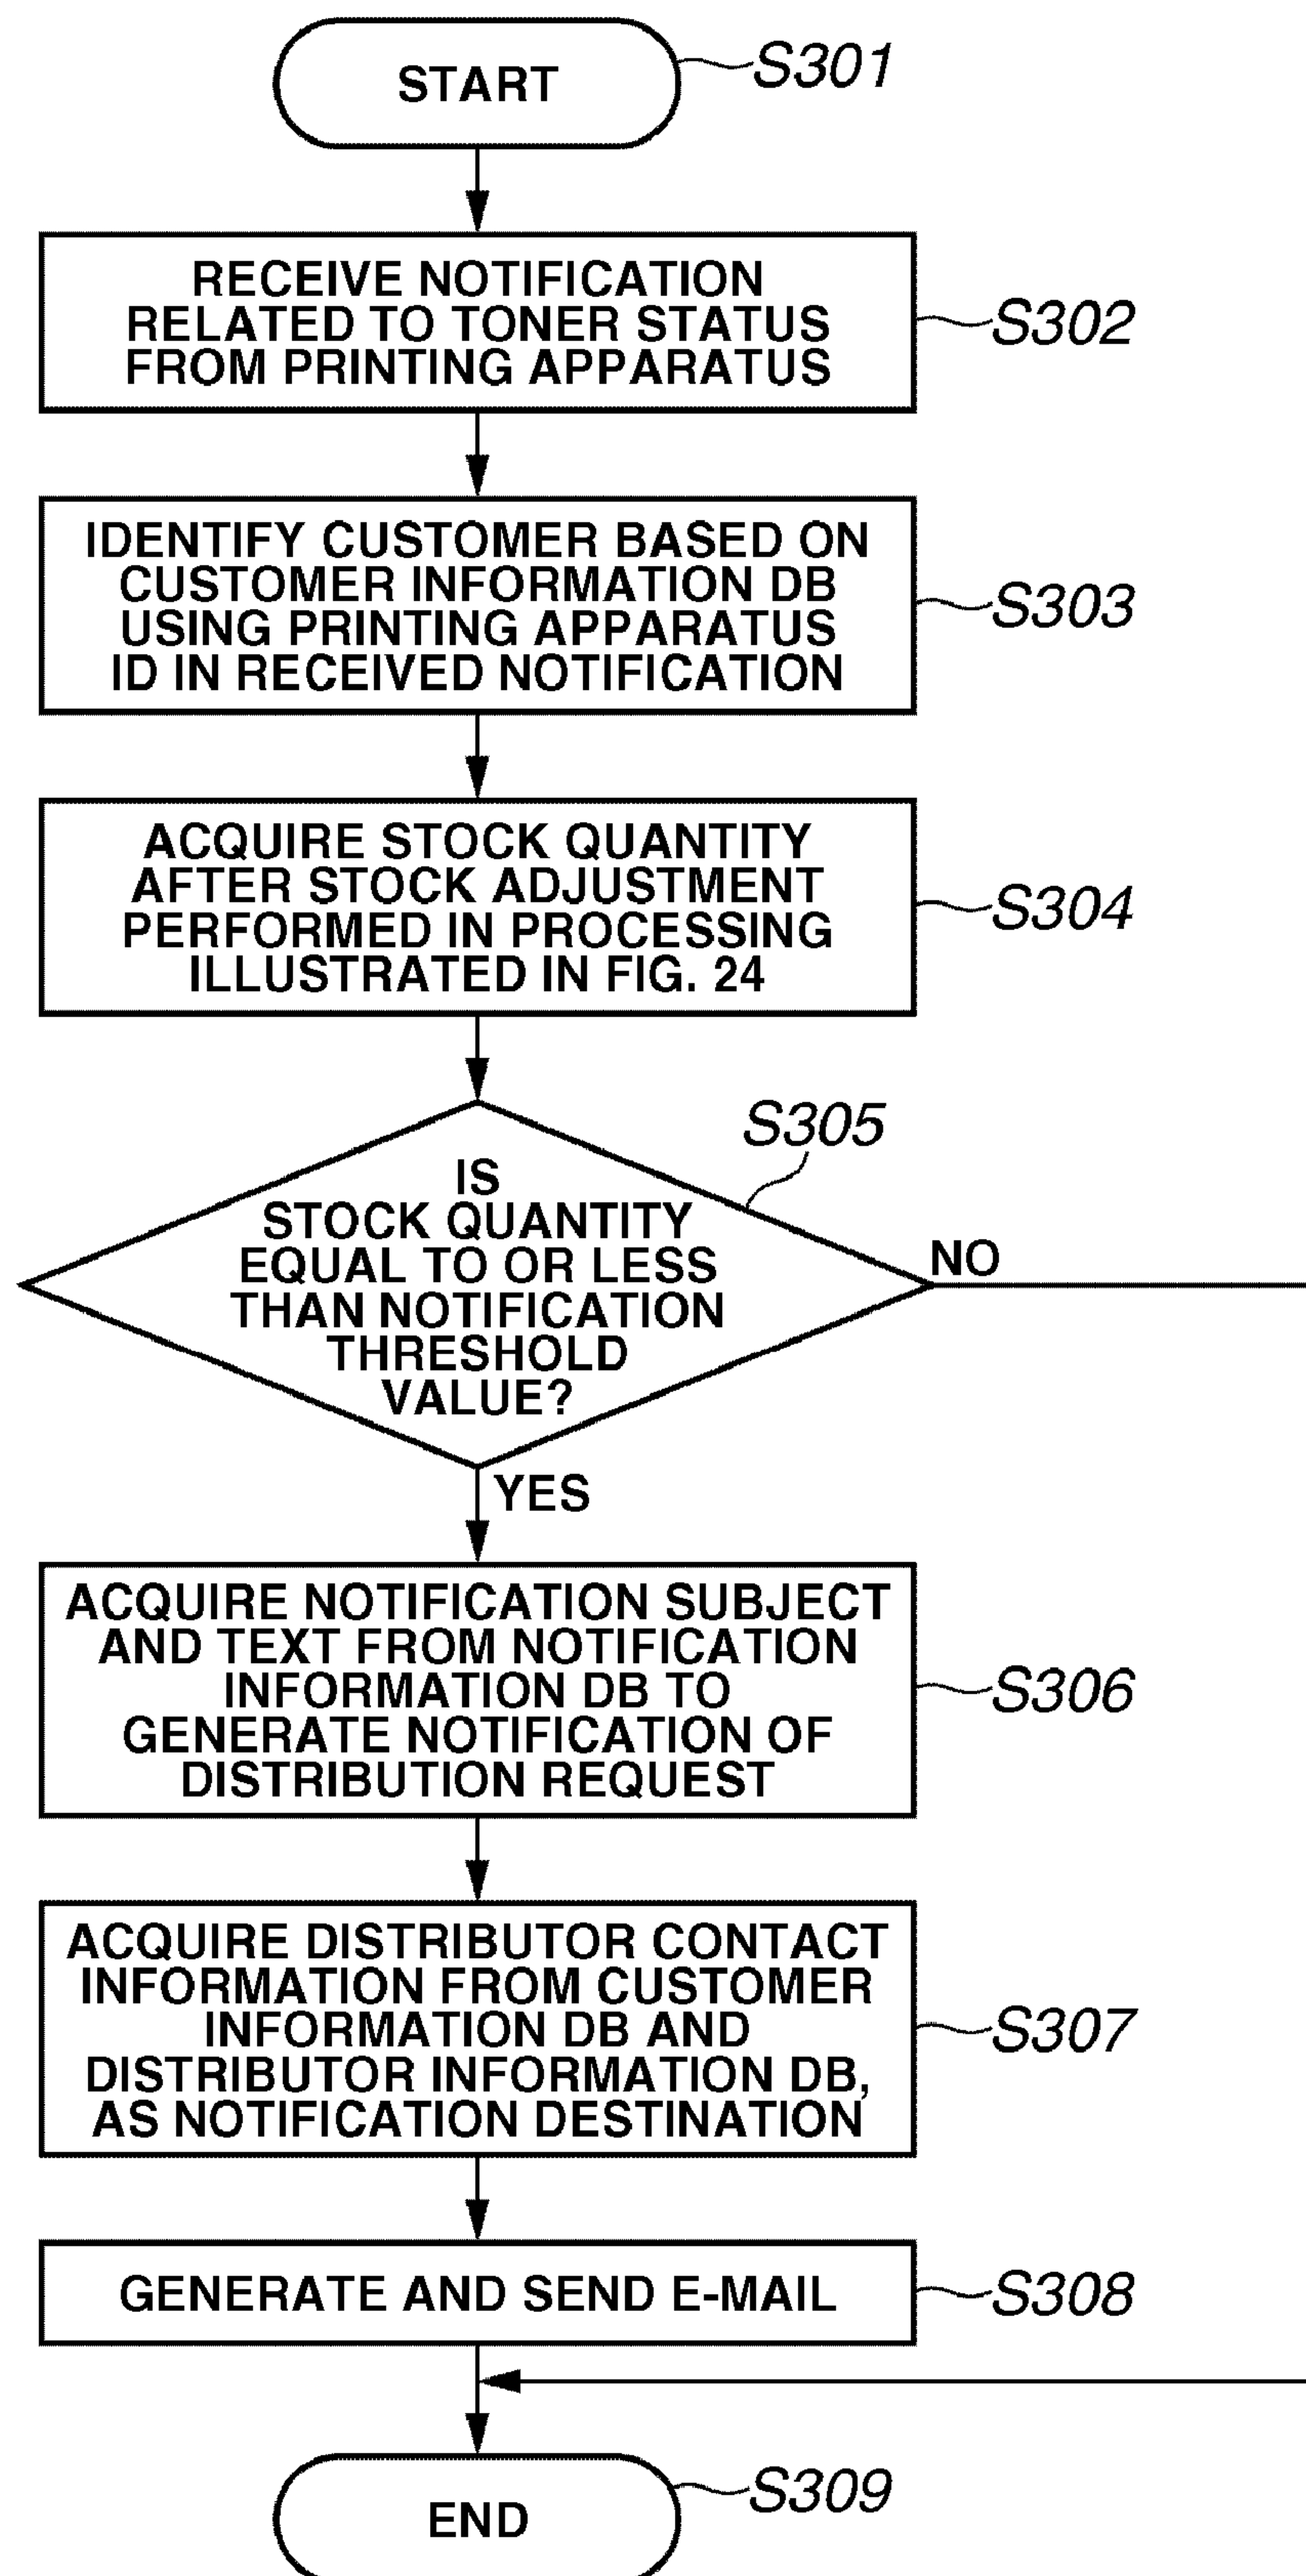 START
S301
RECEIVE NOTIFICATION
RELATED TO TONER STATUS
FROM PRINTING APPARATUS
S302
IDENTIFY CUSTOMER BASED ON
CUSTOMER INFORMATION DB
USING PRINTING APPARATUS
ID IN RECEIVED NOTIFICATION
S303
ACQUIRE STOCK QUANTITY
AFTER STOCK ADJUSTMENT
PERFORMED IN PROCESSING
ILLUSTRATED IN FIG. 24
S304
S305
IS
STOCK QUANTITY
EQUAL TO OR LESS
THAN NOTIFICATION
THRESHOLD
VALUE?
NO
YES
ACQUIRE NOTIFICATION SUBJECT
AND TEXT FROM NOTIFICATION
INFORMATION DB TO
GENERATE NOTIFICATION OF
DISTRIBUTION REQUEST
S306
ACQUIRE DISTRIBUTOR CONTACT
INFORMATION FROM CUSTOMER
INFORMATION DB AND
DISTRIBUTOR INFORMATION DB,
AS NOTIFICATION DESTINATION
S307
GENERATE AND SEND E-MAIL
S308
END
S309